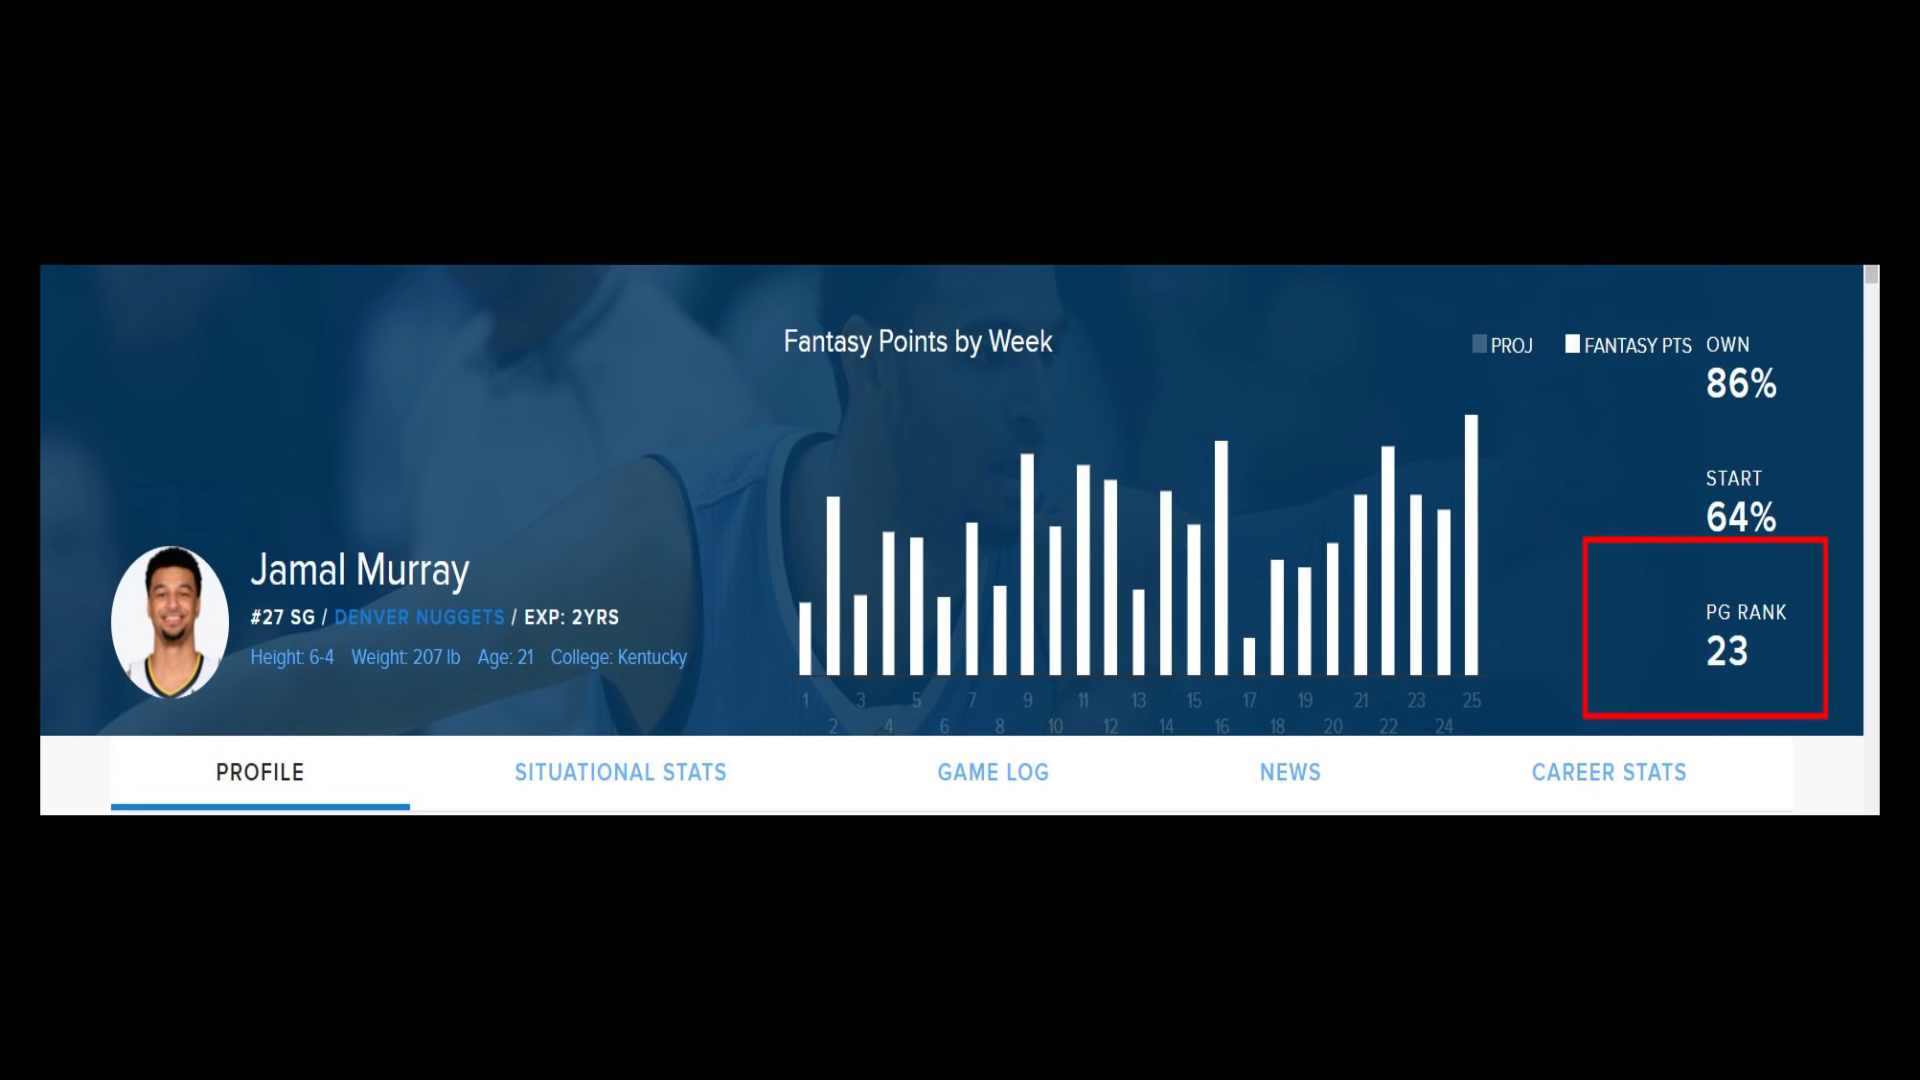 Fantasy Points by Week
PROJ FANTASY PTS
OWN
86%
START
64%
PG RANK
23
Jamal Murray
#27 SG / DENVER NUGGETS / EXP: 2YRS
Height: 6-4 Weight: 207 lb Age: 21 College: Kentucky
1 3 5 7 9 11 13 15 17 19 21 23 25
2 4 6 8 10 12 14 16 18 20 22 24
PROFILE SITUATIONAL STATS GAME LOG NEWS CAREER STATS